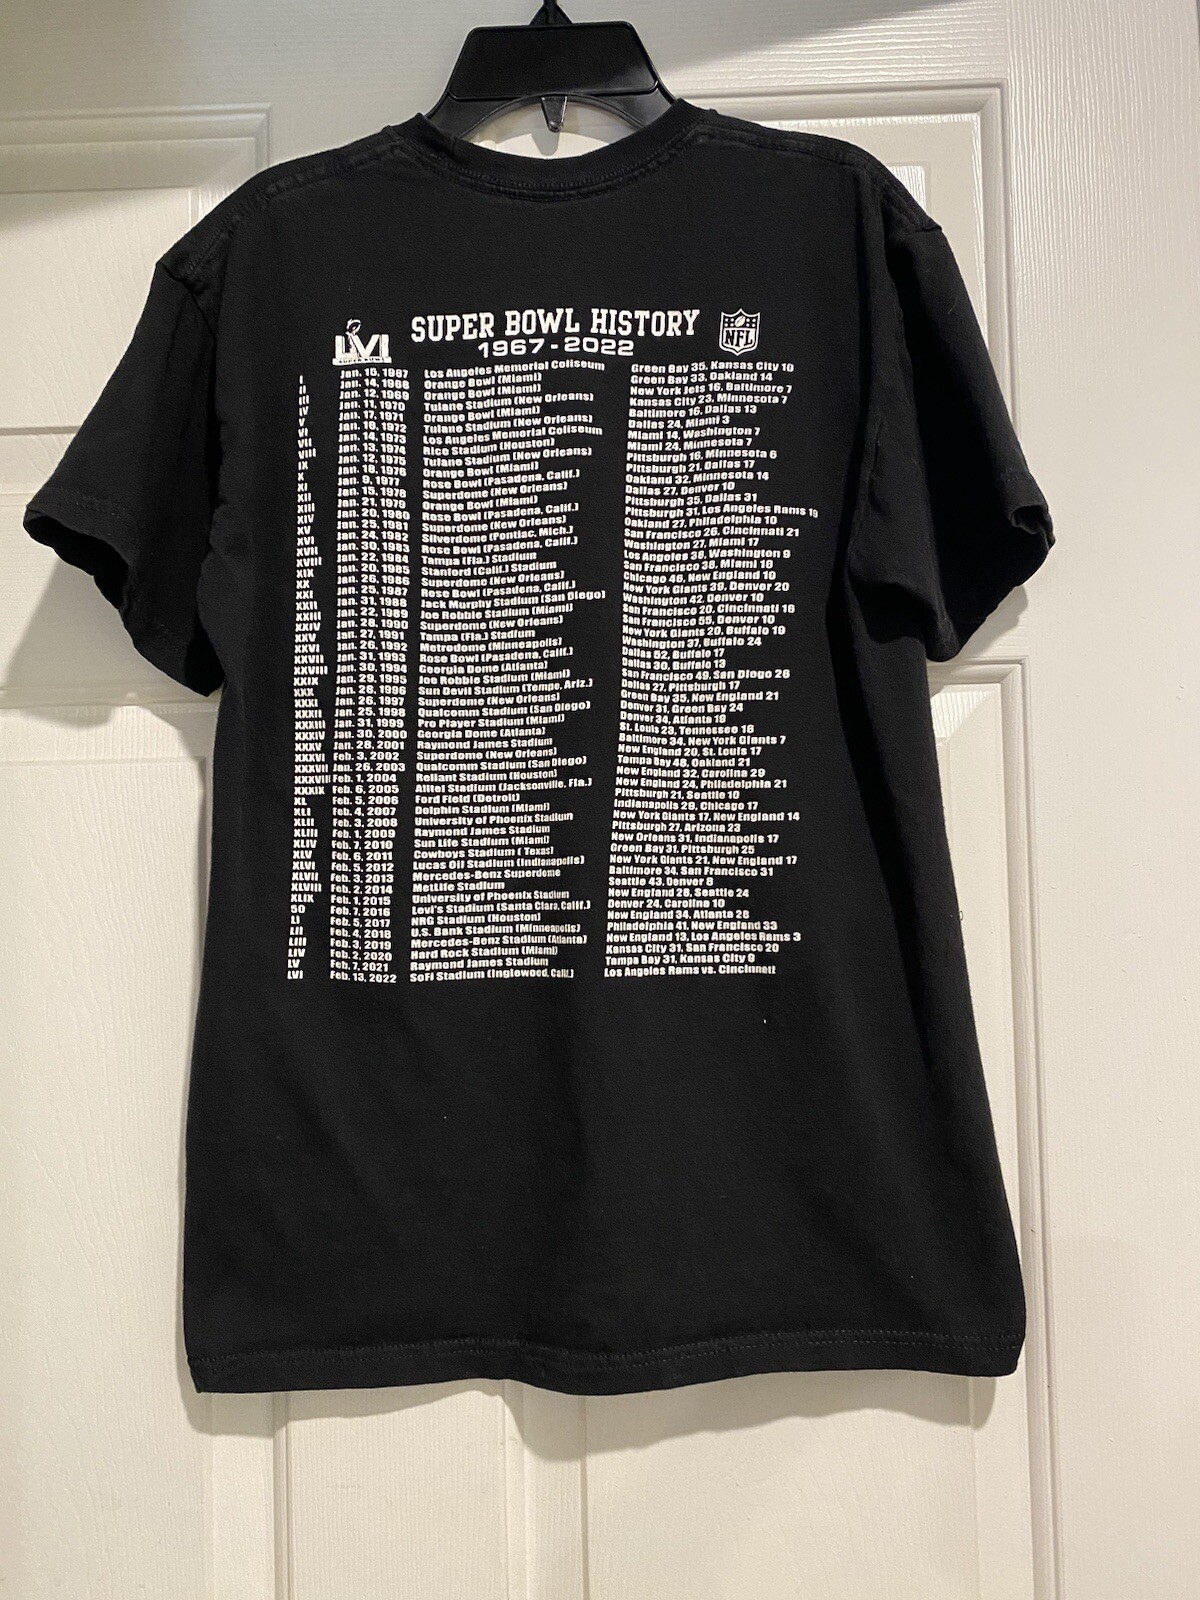 LVI SUPER BOWL
SUPER BOWL HISTORY
1967-2022
NFL
I Jan. 15, 1967 Los Angeles Memorial Coliseum Green Bay 35, Kansas City 10
II Jan. 14, 1968 Orange Bowl (Miami) Green Bay 33, Oakland 14
III Jan. 12, 1969 Orange Bowl (Miami) New York Jets 16, Baltimore 7
IV Jan. 11, 1970 Tulane Stadium (New Orleans) Kansas City 23, Minnesota 7
V Jan. 17, 1971 Orange Bowl (Miami) Baltimore 16, Dallas 13
VI Jan. 16, 1972 Tulane Stadium (New Orleans) Dallas 24, Miami 3
VII Jan. 14, 1973 Los Angeles Memorial Coliseum Miami 14, Washington 7
VIII Jan. 13, 1974 Rice Stadium (Houston) Miami 24, Minnesota 7
IX Jan. 12, 1975 Tulane Stadium (New Orleans) Pittsburgh 16, Minnesota 6
X Jan. 18, 1976 Orange Bowl (Miami) Pittsburgh 21, Dallas 17
XI Jan. 9, 1977 Rose Bowl (Pasadena, Calif.) Oakland 32, Minnesota 14
XII Jan. 15, 1978 Superdome (New Orleans) Dallas 27, Denver 10
XIII Jan. 21, 1979 Orange Bowl (Miami) Pittsburgh 35, Dallas 31
XIV Jan. 20, 1980 Rose Bowl (Pasadena, Calif.) Pittsburgh 31, Los Angeles Rams 19
XV Jan. 25, 1981 Superdome (New Orleans) Oakland 27, Philadelphia 10
XVI Jan. 24, 1982 Silverdome (Pontiac, Mich.) San Francisco 26, Cincinnati 21
XVII Jan. 30, 1983 Rose Bowl (Pasadena, Calif.) Washington 27, Miami 17
XVIII Jan. 22, 1984 Tampa (Fla.) Stadium Los Angeles 38, Washington 9
XIX Jan. 20, 1985 Stanford (Calif.) Stadium San Francisco 38, Miami 16
XX Jan. 26, 1986 Superdome (New Orleans) Chicago 46, New England 10
XXI Jan. 25, 1987 Rose Bowl (Pasadena, Calif.) New York Giants 39, Denver 20
XXII Jan. 31, 1988 Jack Murphy Stadium (San Diego) Washington 42, Denver 10
XXIII Jan. 22, 1989 Joe Robbie Stadium (Miami) San Francisco 20, Cincinnati 16
XXIV Jan. 28, 1990 Superdome (New Orleans) San Francisco 55, Denver 10
XXV Jan. 27, 1991 Tampa (Fla.) Stadium New York Giants 20, Buffalo 19
XXVI Jan. 26, 1992 Metrodome (Minneapolis) Washington 37, Buffalo 24
XXVII Jan. 31, 1993 Rose Bowl (Pasadena, Calif.) Dallas 52, Buffalo 17
XXVIII Jan. 30, 1994 Georgia Dome (Atlanta) Dallas 30, Buffalo 13
XXIX Jan. 29, 1995 Joe Robbie Stadium (Miami) San Francisco 49, San Diego 26
XXX Jan. 28, 1996 Sun Devil Stadium (Tempe, Ariz.) Dallas 27, Pittsburgh 17
XXXI Jan. 26, 1997 Superdome (New Orleans) Green Bay 35, New England 21
XXXII Jan. 25, 1998 Qualcomm Stadium (San Diego) Denver 31, Green Bay 24
XXXIII Jan. 31, 1999 Pro Player Stadium (Miami) Denver 34, Atlanta 19
XXXIV Jan. 30, 2000 Georgia Dome (Atlanta) St. Louis 23, Tennessee 16
XXXV Jan. 28, 2001 Raymond James Stadium Baltimore 34, New York Giants 7
XXXVI Feb. 3, 2002 Superdome (New Orleans) New England 20, St. Louis 17
XXXVII Jan. 26, 2003 Qualcomm Stadium (San Diego) Tampa Bay 48, Oakland 21
XXXVIII Feb. 1, 2004 Reliant Stadium (Houston) New England 32, Carolina 29
XXXIX Feb. 6, 2005 Alltel Stadium (Jacksonville, Fla.) New England 24, Philadelphia 21
XL Feb. 5, 2006 Ford Field (Detroit) Pittsburgh 21, Seattle 10
XLI Feb. 4, 2007 Dolphin Stadium (Miami) Indianapolis 29, Chicago 17
XLII Feb. 3, 2008 University of Phoenix Stadium New York Giants 17, New England 14
XLIII Feb. 1, 2009 Raymond James Stadium Pittsburgh 27, Arizona 23
XLIV Feb. 7, 2010 Sun Life Stadium (Miami) New Orleans 31, Indianapolis 17
XLV Feb. 6, 2011 Cowboys Stadium ( Texas) Green Bay 31, Pittsburgh 25
XLVI Feb. 5, 2012 Lucas Oil Stadium (Indianapolis) New York Giants 21, New England 17
XLVII Feb. 3, 2013 Mercedes-Benz Superdome Baltimore 34, San Francisco 31
XLVIII Feb. 2, 2014 MetLife Stadium Seattle 43, Denver 8
XLIX Feb. 1, 2015 University of Phoenix Stadium New England 28, Seattle 24
50 Feb. 7, 2016 Levi's Stadium (Santa Clara, Calif.) Denver 24, Carolina 10
LI Feb. 5, 2017 NRG Stadium (Houston) New England 34, Atlanta 28
LII Feb. 4, 2018 U.S. Bank Stadium (Minneapolis) Philadelphia 41, New England 33
LIII Feb. 3, 2019 Mercedes-Benz Stadium (Atlanta) New England 13, Los Angeles Rams 3
LIV Feb. 2, 2020 Hard Rock Stadium (Miami) Kansas City 31, San Francisco 20
LV Feb. 7, 2021 Raymond James Stadium Tampa Bay 31, Kansas City 9
LVI Feb. 13, 2022 SoFi Stadium (Inglewood, Calif.) Los Angeles Rams vs. Cincinnett